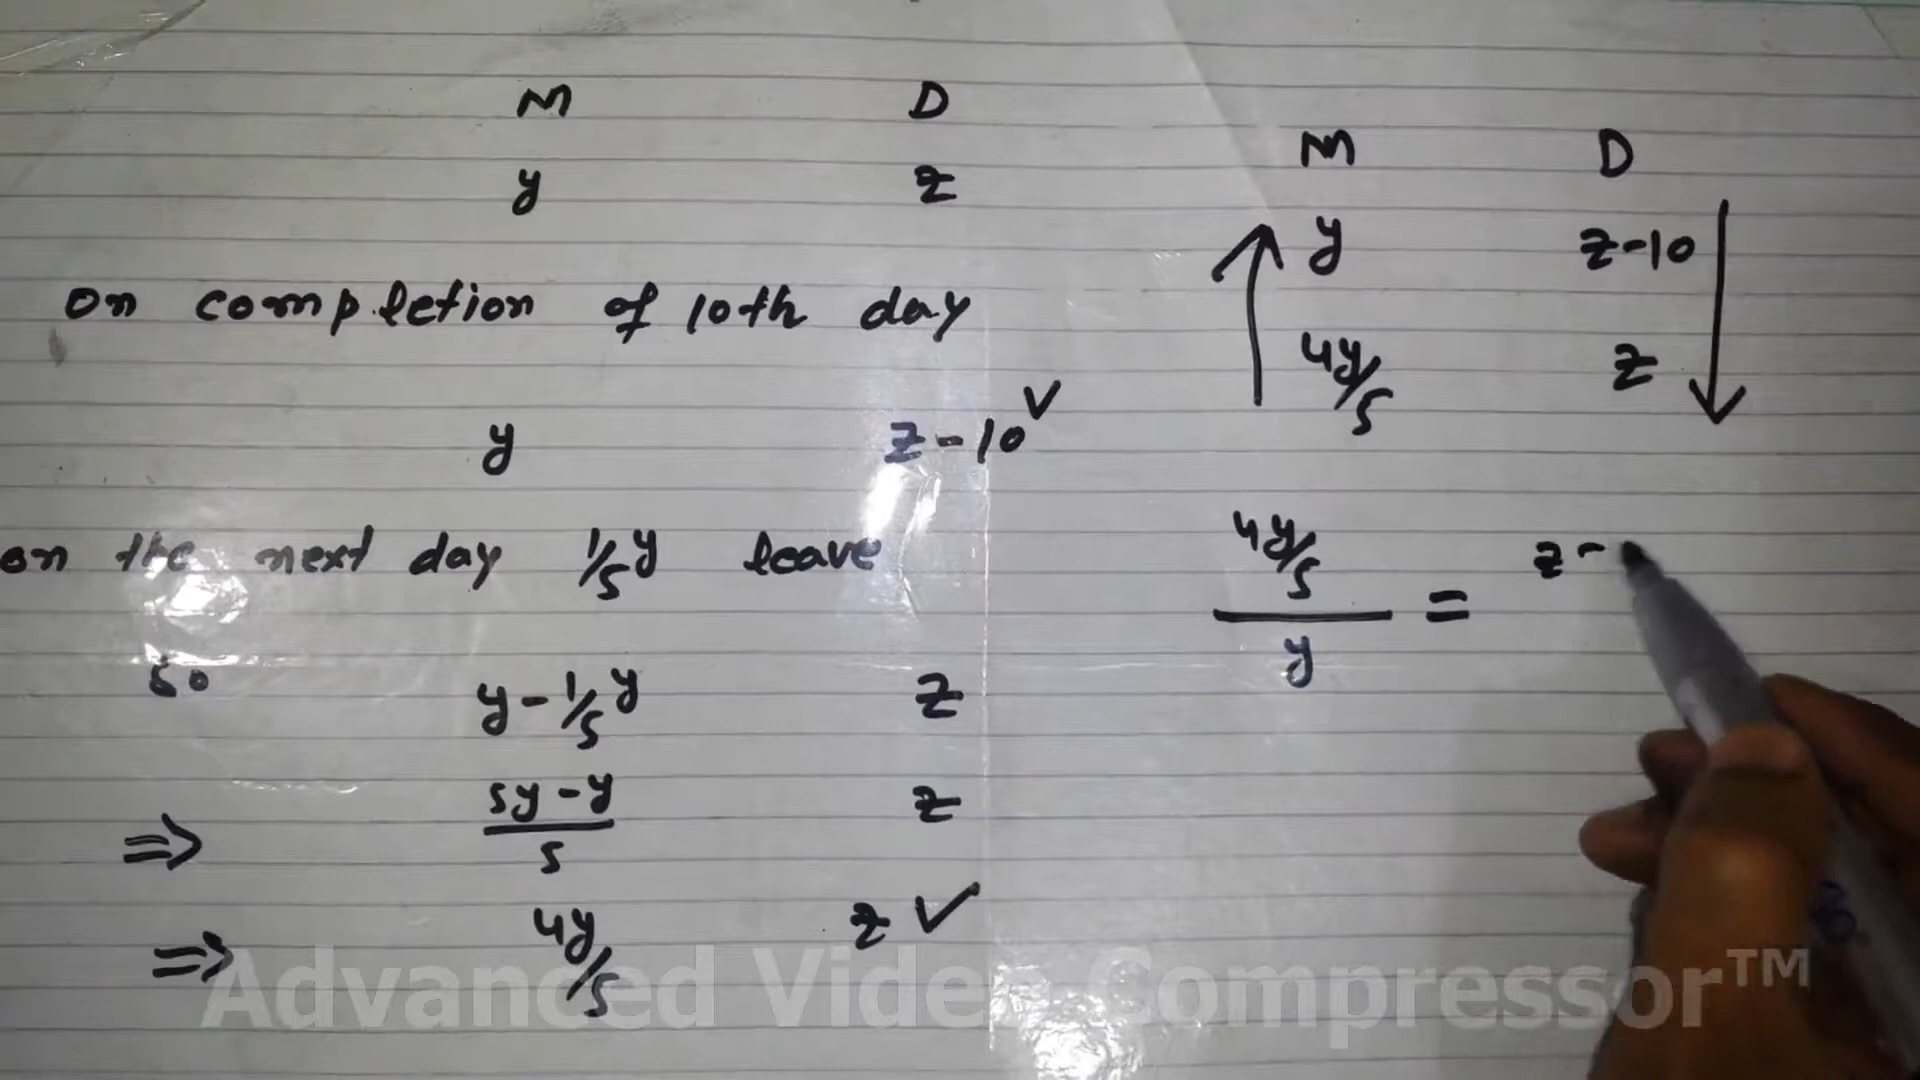 M D
y z
on completion of 10th day
y z-10 ✓
on the next day 1/5 y leave
so y - 1/5 y z
⇒ 5y - y / 5 z
⇒ 4y/5 z ✓
M D
y z-10
4y/5 z
4y/5 / y = z-
Advanced Video Compressor™